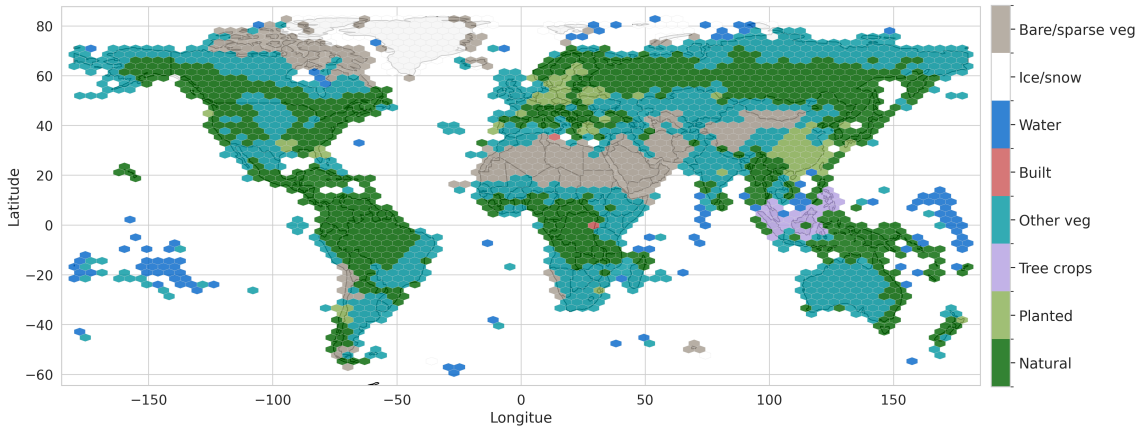 80
60
40
20
0
−20
−40
−60
Latitude
−150
−100
−50
0
50
100
150
Longitue
Bare/sparse veg
Ice/snow
Water
Built
Other veg
Tree crops
Planted
Natural